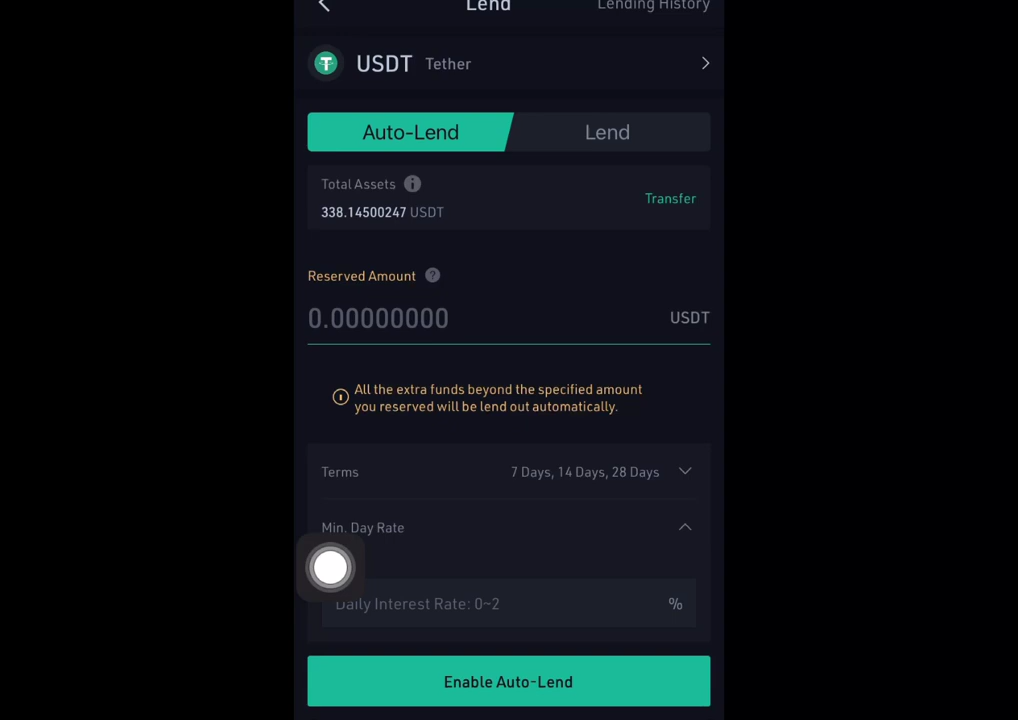 Lend
Lending History
USDT Tether
Auto-Lend
Lend
Total Assets
338.14500247 USDT
Transfer
Reserved Amount
0.00000000
USDT
All the extra funds beyond the specified amount
you reserved will be lend out automatically.
Terms
7 Days, 14 Days, 28 Days
Min. Day Rate
Daily Interest Rate: 0~2
%
Enable Auto-Lend